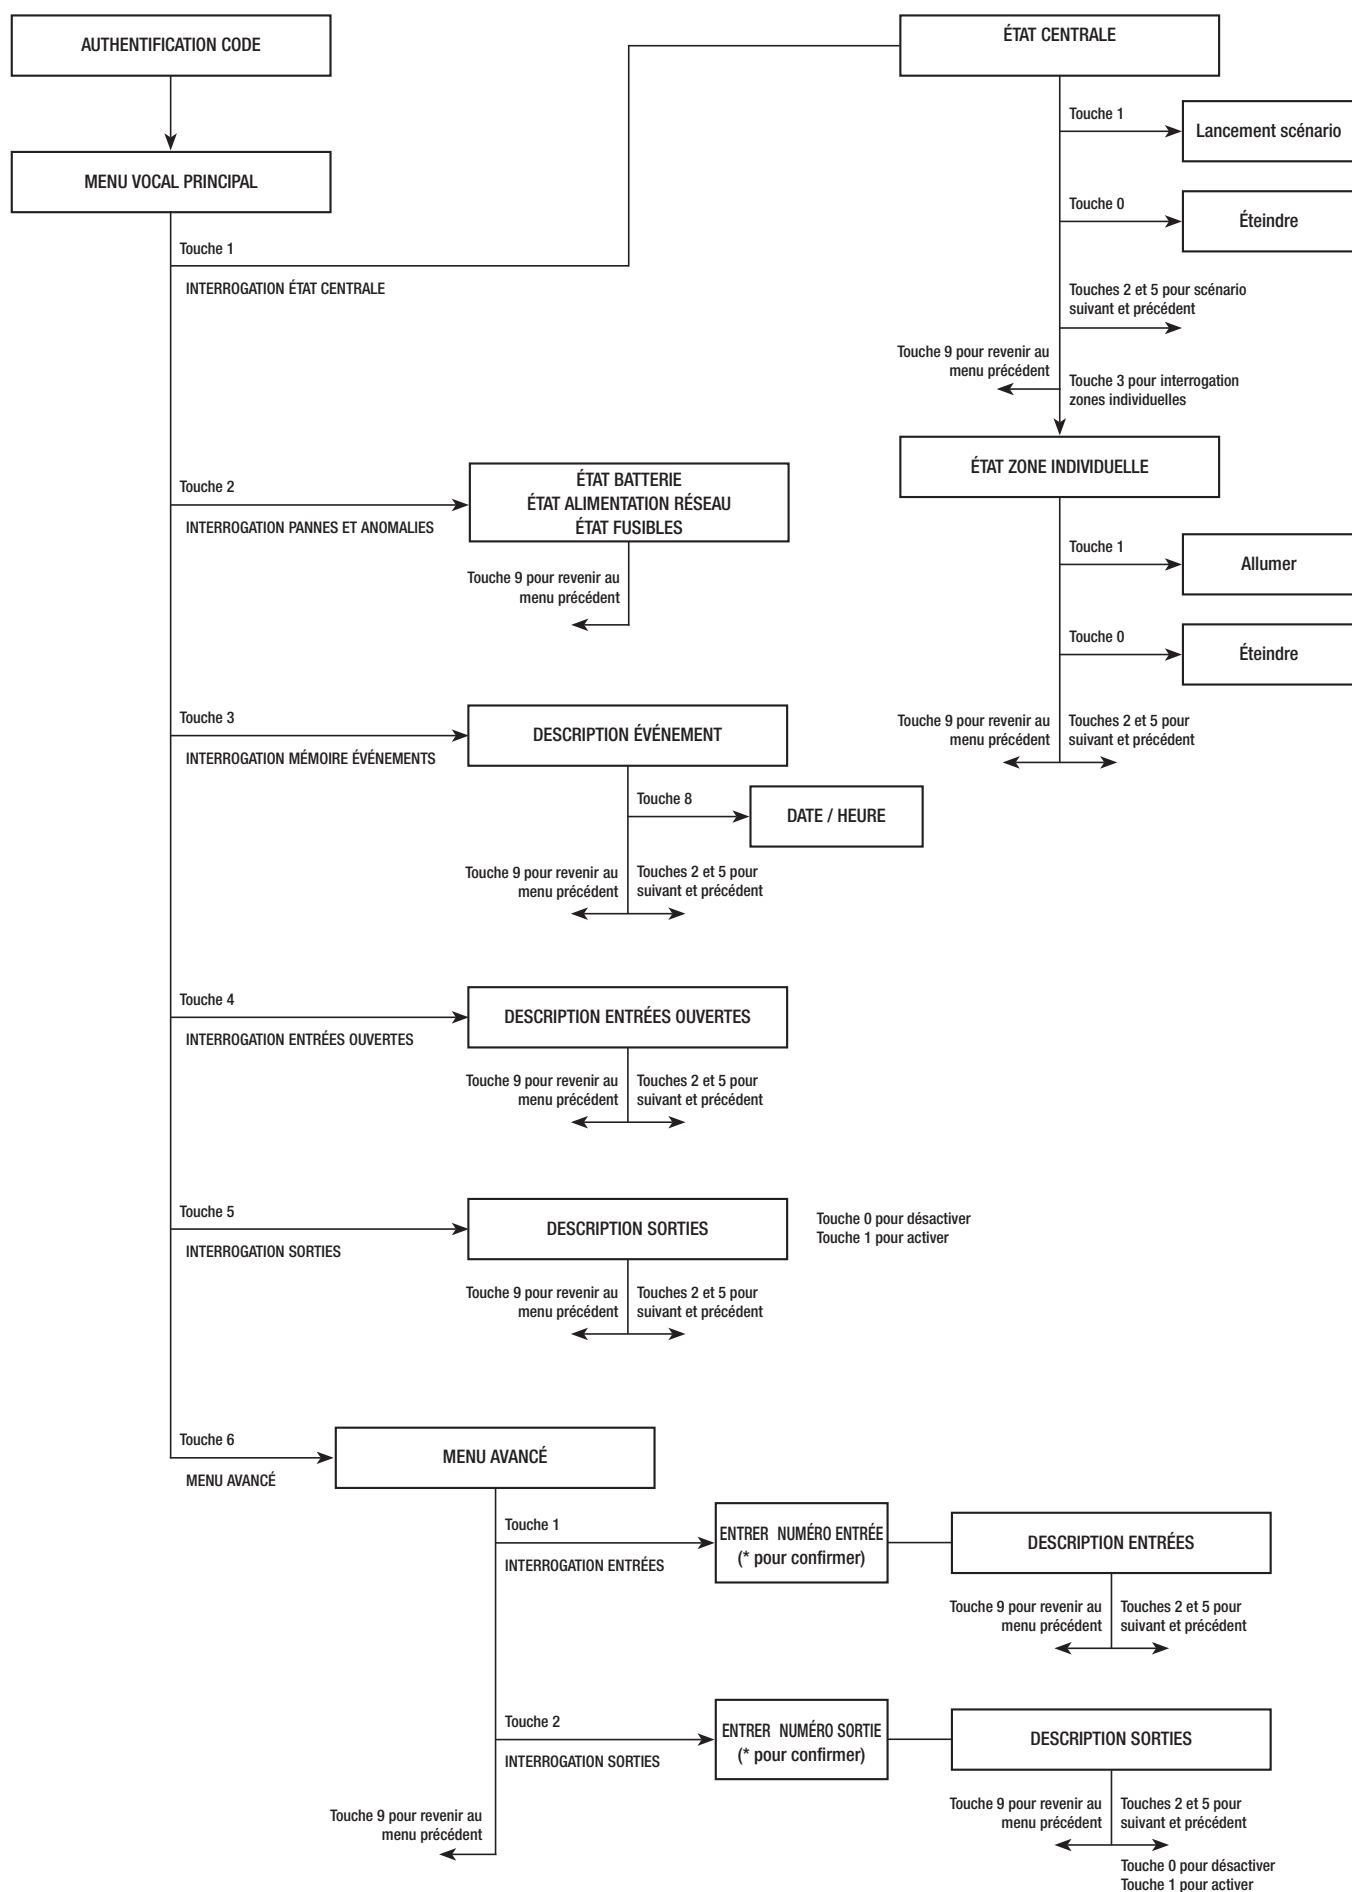 AUTHENTIFICATION CODE
MENU VOCAL PRINCIPAL
Touche 1
INTERROGATION ÉTAT CENTRALE
ÉTAT CENTRALE
Touche 1
Lancement scénario
Touche 0
Éteindre
Touches 2 et 5 pour scénario
suivant et précédent
Touche 9 pour revenir au
menu précédent
Touche 3 pour interrogation
zones individuelles
ÉTAT ZONE INDIVIDUELLE
Touche 1
Allumer
Touche 0
Éteindre
Touche 9 pour revenir au
menu précédent
Touches 2 et 5 pour
suivant et précédent
Touche 2
INTERROGATION PANNES ET ANOMALIES
ÉTAT BATTERIE
ÉTAT ALIMENTATION RÉSEAU
ÉTAT FUSIBLES
Touche 9 pour revenir au
menu précédent
Touche 3
INTERROGATION MÉMOIRE ÉVÉNEMENTS
DESCRIPTION ÉVÉNEMENT
Touche 8
DATE / HEURE
Touche 9 pour revenir au
menu précédent
Touches 2 et 5 pour
suivant et précédent
Touche 4
INTERROGATION ENTRÉES OUVERTES
DESCRIPTION ENTRÉES OUVERTES
Touche 9 pour revenir au
menu précédent
Touches 2 et 5 pour
suivant et précédent
Touche 5
INTERROGATION SORTIES
DESCRIPTION SORTIES
Touche 0 pour désactiver
Touche 1 pour activer
Touche 9 pour revenir au
menu précédent
Touches 2 et 5 pour
suivant et précédent
Touche 6
MENU AVANCÉ
MENU AVANCÉ
Touche 1
INTERROGATION ENTRÉES
ENTRER NUMÉRO ENTRÉE
(* pour confirmer)
DESCRIPTION ENTRÉES
Touche 9 pour revenir au
menu précédent
Touches 2 et 5 pour
suivant et précédent
Touche 2
INTERROGATION SORTIES
ENTRER NUMÉRO SORTIE
(* pour confirmer)
DESCRIPTION SORTIES
Touche 9 pour revenir au
menu précédent
Touches 2 et 5 pour
suivant et précédent
Touche 0 pour désactiver
Touche 1 pour activer
Touche 9 pour revenir au
menu précédent